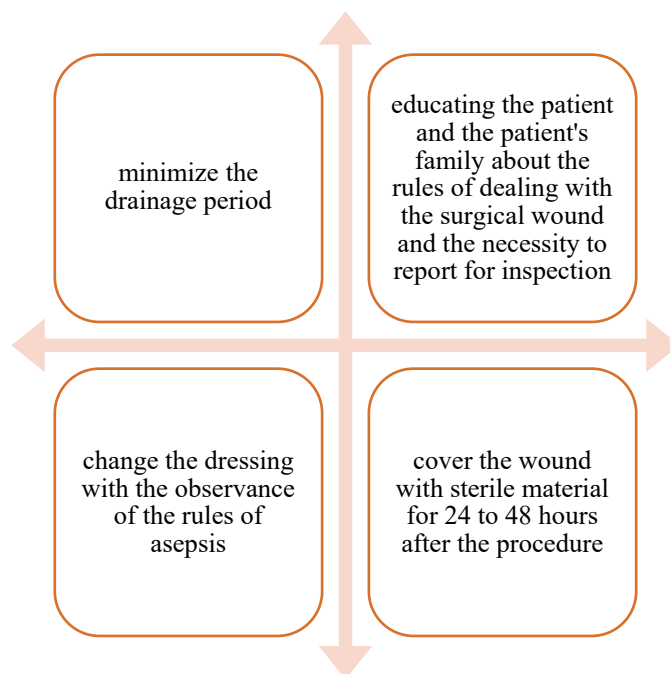 minimize the
drainage period
educating the patient
and the patient's
family about the
rules of dealing with
the surgical wound
and the necessity to
report for inspection
change the dressing
with the observance
of the rules of
asepsis
cover the wound
with sterile material
for 24 to 48 hours
after the procedure